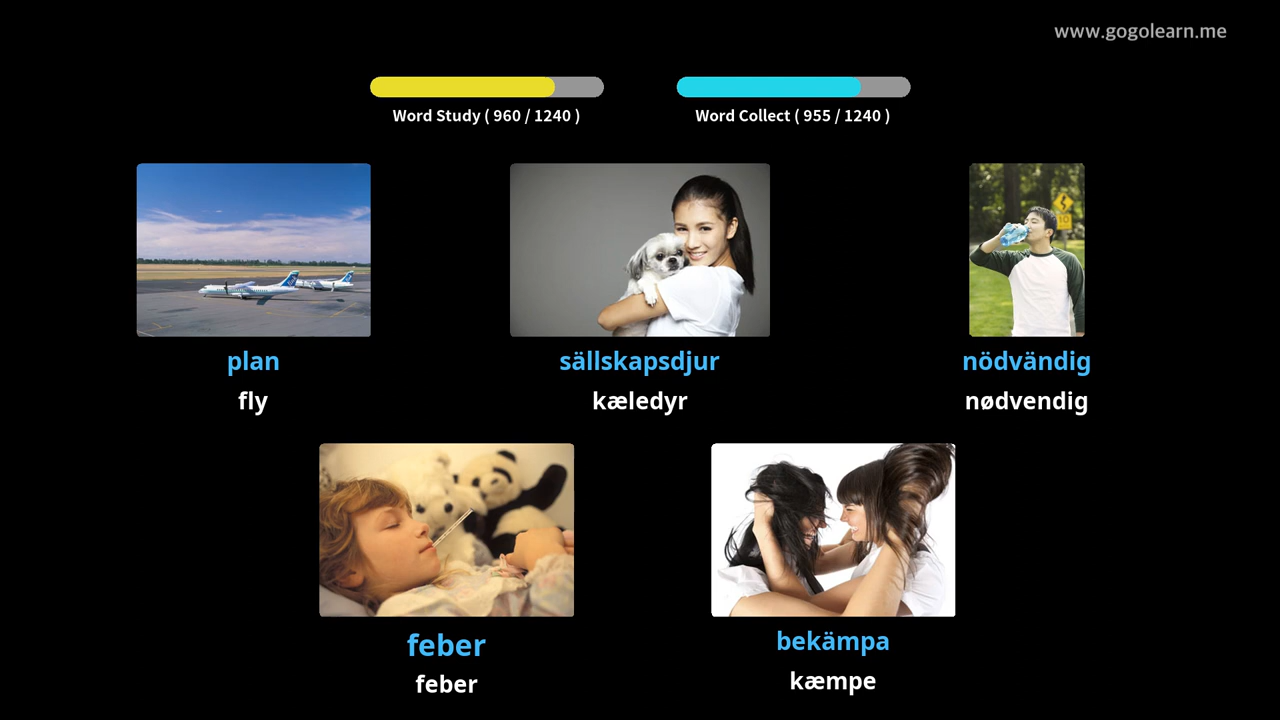 www.gogolearn.me
Word Study ( 960 / 1240 )
Word Collect ( 955 / 1240 )
plan
fly
sällskapsdjur
kæledyr
nödvändig
nødvendig
feber
feber
bekämpa
kæmpe